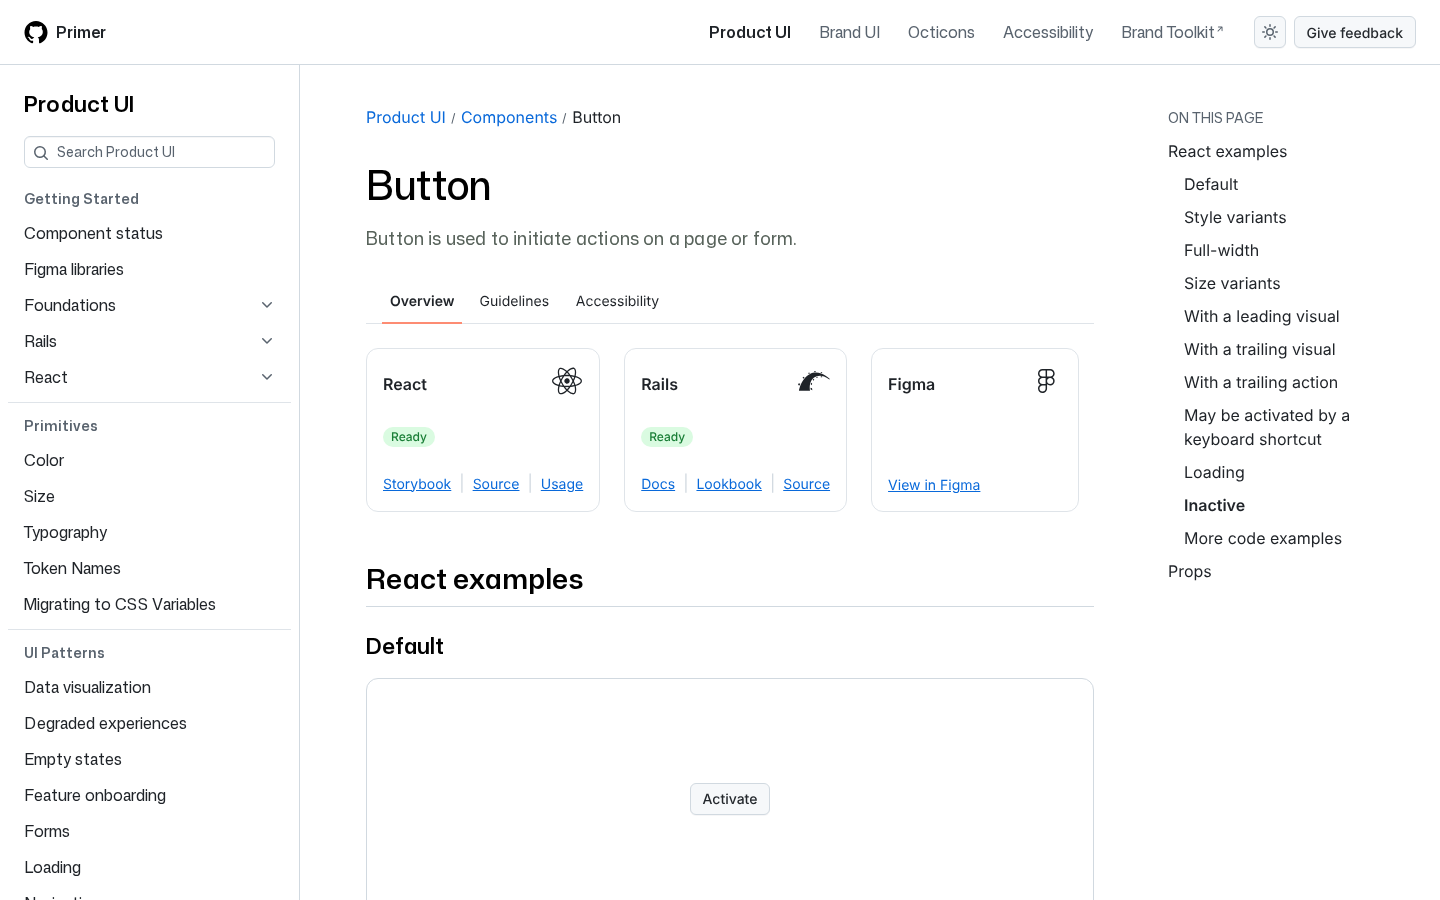 Primer
Product UI
Brand UI
Octicons
Accessibility
Brand Toolkit↗
Give feedback
Product UI
Search Product UI
Getting Started
Component status
Figma libraries
Foundations
Rails
React
Primitives
Color
Size
Typography
Token Names
Migrating to CSS Variables
UI Patterns
Data visualization
Degraded experiences
Empty states
Feature onboarding
Forms
Loading
Product UI / Components / Button
Button
Button is used to initiate actions on a page or form.
Overview
Guidelines
Accessibility
React
Ready
Storybook
Source
Usage
Rails
Ready
Docs
Lookbook
Source
Figma
View in Figma
React examples
Default
Activate
ON THIS PAGE
React examples
Default
Style variants
Full-width
Size variants
With a leading visual
With a trailing visual
With a trailing action
May be activated by a
keyboard shortcut
Loading
Inactive
More code examples
Props